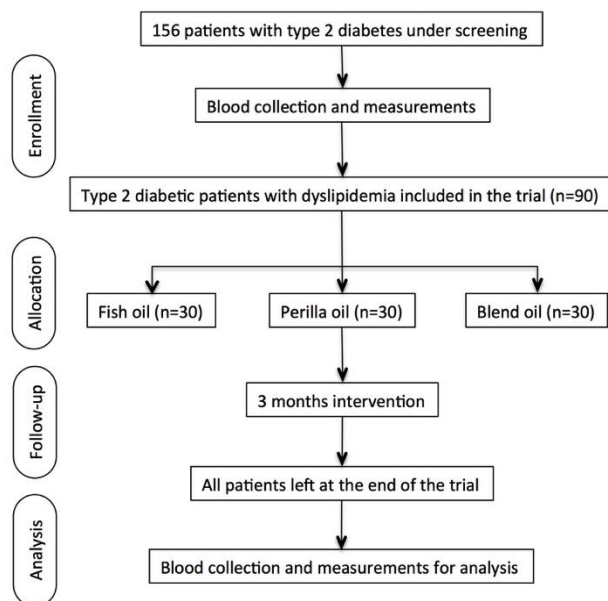 156 patients with type 2 diabetes under screening
Enrollment
Blood collection and measurements
Type 2 diabetic patients with dyslipidemia included in the trial (n=90)
Allocation
Fish oil (n=30)
Perilla oil (n=30)
Blend oil (n=30)
Follow-up
3 months intervention
All patients left at the end of the trial
Analysis
Blood collection and measurements for analysis